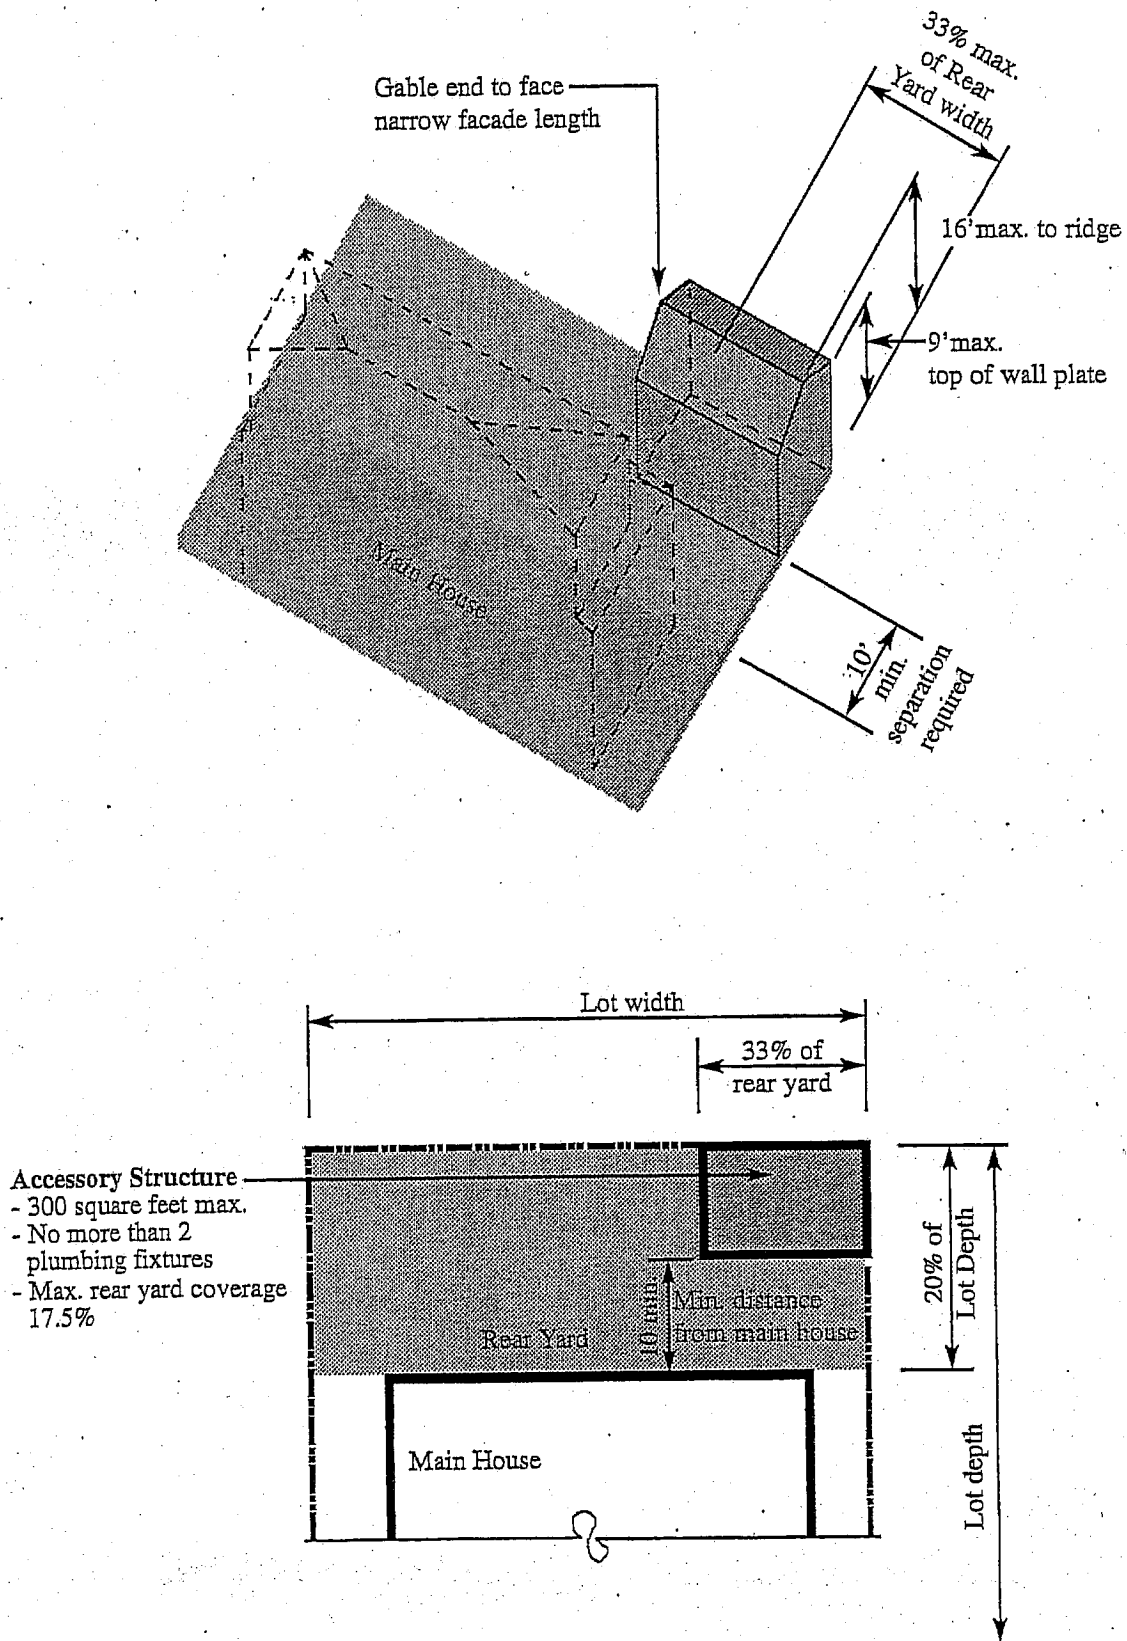 33% max.
of Rear
Yard width
Gable end to face
narrow facade length
16'max. to ridge
9'max.
top of wall plate
Main House
10'
min.
separation
required
Lot width
33% of
rear yard
Accessory Structure
- 300 square feet max.
- No more than 2
plumbing fixtures
- Max. rear yard coverage
17.5%
20% of
Lot Depth
10 min
Min. distance
from main house
Rear Yard
Main House
Lot depth